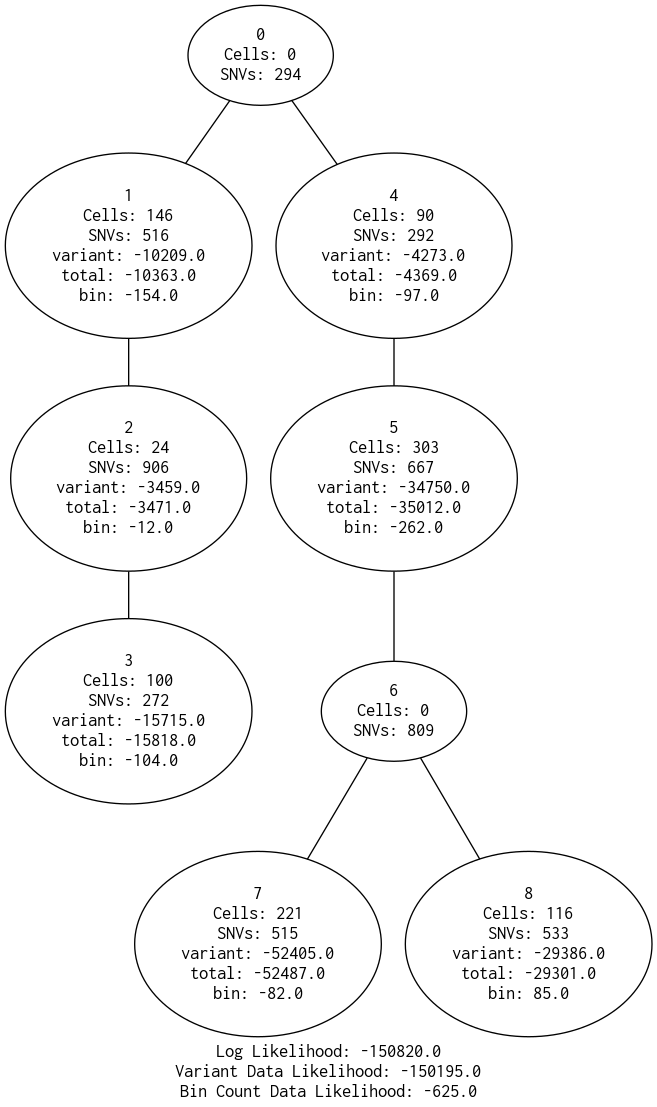 0
Cells: 0
SNVs: 294
1
Cells: 146
SNVs: 516
variant: -10209.0
total: -10363.0
bin: -154.0
4
Cells: 90
SNVs: 292
variant: -4273.0
total: -4369.0
bin: -97.0
2
Cells: 24
SNVs: 906
variant: -3459.0
total: -3471.0
bin: -12.0
5
Cells: 303
SNVs: 667
variant: -34750.0
total: -35012.0
bin: -262.0
3
Cells: 100
SNVs: 272
variant: -15715.0
total: -15818.0
bin: -104.0
6
Cells: 0
SNVs: 809
7
Cells: 221
SNVs: 515
variant: -52405.0
total: -52487.0
bin: -82.0
8
Cells: 116
SNVs: 533
variant: -29386.0
total: -29301.0
bin: 85.0
Log Likelihood: -150820.0
Variant Data Likelihood: -150195.0
Bin Count Data Likelihood: -625.0